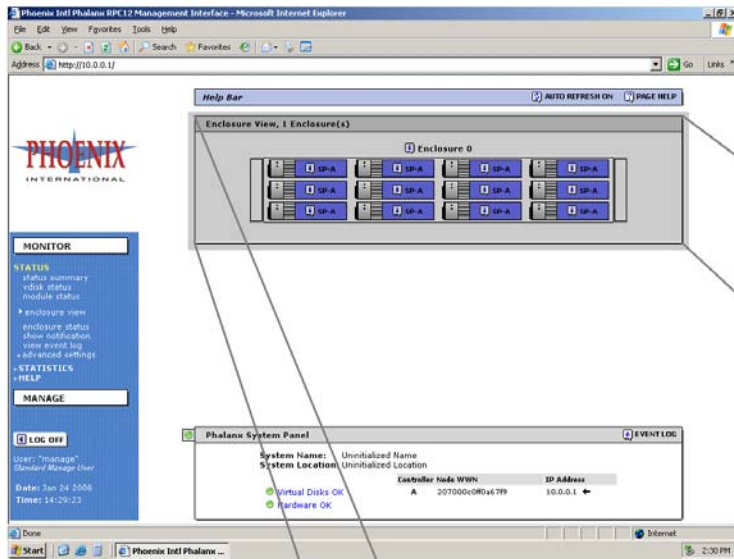 Phoenix Intl Phalanx RPC12 Management Interface - Microsoft Internet Explorer
File Edit View Favorites Tools Help
Back Search Favorites
Address http://10.0.0.1/ Go Links
Help Bar AUTO REFRESH ON PAGE HELP
Enclosure View, 1 Enclosure(s)
Enclosure 0
SP-A SP-A SP-A SP-A
SP-A SP-A SP-A SP-A
SP-A SP-A SP-A SP-A
PHOENIX
INTERNATIONAL
MONITOR
STATUS
status summary
vdisk status
module status
enclosure view
enclosure status
show notification
view event log
advanced settings
STATISTICS
HELP
MANAGE
LOG OFF
User: "manage"
Standard Manage User
Date: Jan 24 2008
Time: 14:29:23
Phalanx System Panel EVENT LOG
System Name: Uninitialized Name
System Location: Uninitialized Location
Controller Node WWN IP Address
A 207000c0ff0a67f9 10.0.0.1
Virtual Disks OK
Hardware OK
Done Internet
Start Phoenix Intl Phalanx ... 2:30 PM